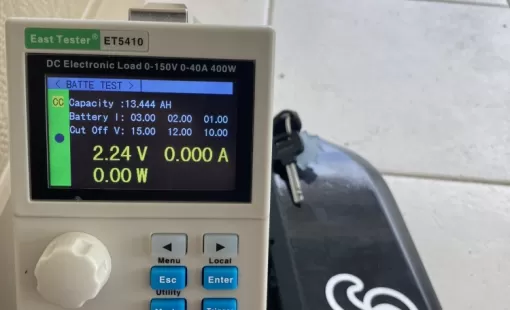 East Tester® ET5410
DC Electronic Load 0-150V 0-40A 400W
< BATTE TEST >
CC Capacity :13.444 AH
Battery I: 03.00 02.00 01.00
Cut Off V: 15.00 12.00 10.00
2.24 V 0.000 A
0.00 W
◄ ►
Menu Local
Esc Enter
Utility